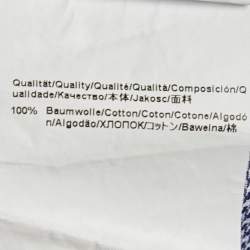 Qualität/Quality/Qualité/Qualità/Composición/Q
ualidade/Качество/本体/Jakosc/面料
100% Baumwolle/Cotton/Coton/Cotone/Algodó
n/Algodão/ХЛОПОК/コットン/Bawelna/棉